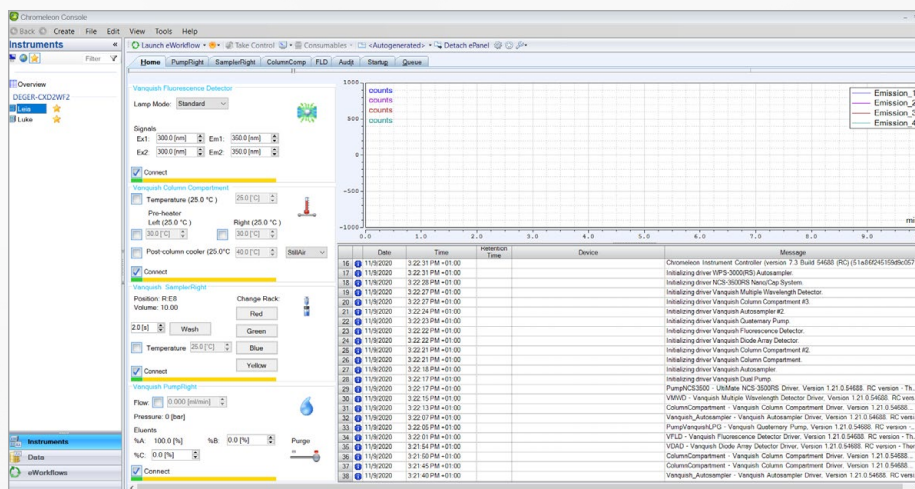 Chromeleon Console
Back Create File Edit View Tools Help
Instruments «
Launch eWorkflow Take Control Consumables <Autogenerated> Detach ePanel
Filter
Home PumpRight SamplerRight ColumnComp FLD Audit Startup Queue
Overview
DEGER-CXD2WF2
Leia
Luke
Vanquish Fluorescence Detector
Lamp Mode: Standard
Signals
Ex1: 300.0 [nm] Em1: 350.0 [nm]
Ex2: 300.0 [nm] Em2: 350.0 [nm]
Connect
Vanquish Column Compartment
Temperature (25.0 °C ) 25.0 [°C]
Pre-heater
Left (25.0 °C ) Right (25.0 °C )
30.0 [°C] 30.0 [°C]
Post-column cooler (25.0°C 40.0 [°C] StillAir
Connect
Vanquish SamplerRight
Position: R:E8 Change Rack:
Volume: 10.00 Red
2.0 [s] Wash Green
Temperature 25.0 [°C] Blue
Yellow
Connect
Vanquish PumpRight
Flow: 0.000 [ml/min]
Pressure: 0 [bar]
Eluents
%A: 100.0 [%] %B: 0.0 [%] Purge
%C: 0.0 [%]
Connect
Instruments
Data
eWorkflows
1000
500
0
-500
-1000
counts
counts
counts
counts
Emission_1
Emission_2
Emission_3
Emission_4
0.0 1.0 2.0 3.0 4.0 5.0 6.0 7.0 8.0 9.0
Date Time Retention Time Device Message
16 11/9/2020 3:22:31 PM +01:00 Chromeleon Instrument Controller (version 7.3 Build 54688 (RC)
17 11/9/2020 3:22:31 PM +01:00 Initializing driver WPS-3000(RS) Autosampler.
18 11/9/2020 3:22:28 PM +01:00 Initializing driver NCS-3500RS Nano/Cap System.
19 11/9/2020 3:22:27 PM +01:00 Initializing driver Vanquish Multiple Wavelength Detector.
20 11/9/2020 3:22:27 PM +01:00 Initializing driver Vanquish Column Compartment #3.
21 11/9/2020 3:22:24 PM +01:00 Initializing driver Vanquish Autosampler #2.
22 11/9/2020 3:22:23 PM +01:00 Initializing driver Vanquish Quaternary Pump.
23 11/9/2020 3:22:22 PM +01:00 Initializing driver Vanquish Fluorescence Detector.
24 11/9/2020 3:22:22 PM +01:00 Initializing driver Vanquish Diode Array Detector.
25 11/9/2020 3:22:21 PM +01:00 Initializing driver Vanquish Column Compartment #2.
26 11/9/2020 3:22:21 PM +01:00 Initializing driver Vanquish Column Compartment.
27 11/9/2020 3:22:18 PM +01:00 Initializing driver Vanquish Autosampler.
28 11/9/2020 3:22:17 PM +01:00 Initializing driver Vanquish Dual Pump.
29 11/9/2020 3:22:17 PM +01:00 PumpNCS3500 - UltiMate NCS-3500RS Driver, Version 1.21.0.54688. RC version - Th...
30 11/9/2020 3:22:15 PM +01:00 VMWD - Vanquish Multiple Wavelength Detector Driver, Version 1.21.0.54688. RC vers
31 11/9/2020 3:22:13 PM +01:00 ColumnCompartment - Vanquish Column Compartment Driver, Version 1.21.0.54688...
32 11/9/2020 3:22:07 PM +01:00 Vanquish_Autosampler - Vanquish Autosampler Driver, Version 1.21.0.54688. RC vers
33 11/9/2020 3:22:05 PM +01:00 PumpVanquishLPG - Vanquish Quaternary Pump, Version 1.21.0.54688. RC version -...
34 11/9/2020 3:22:01 PM +01:00 VFLD - Vanquish Fluorescence Detector Driver, Version 1.21.0.54688. RC version - Th...
35 11/9/2020 3:21:54 PM +01:00 VDAD - Vanquish Diode Array Detector Driver, Version 1.21.0.54688. RC version - Ther
36 11/9/2020 3:21:50 PM +01:00 ColumnCompartment - Vanquish Column Compartment Driver, Version 1.21.0.54688...
37 11/9/2020 3:21:45 PM +01:00 ColumnCompartment - Vanquish Column Compartment Driver, Version 1.21.0.54688...
38 11/9/2020 3:21:40 PM +01:00 Vanquish_Autosampler - Vanquish Autosampler Driver, Version 1.21.0.54688. RC vers